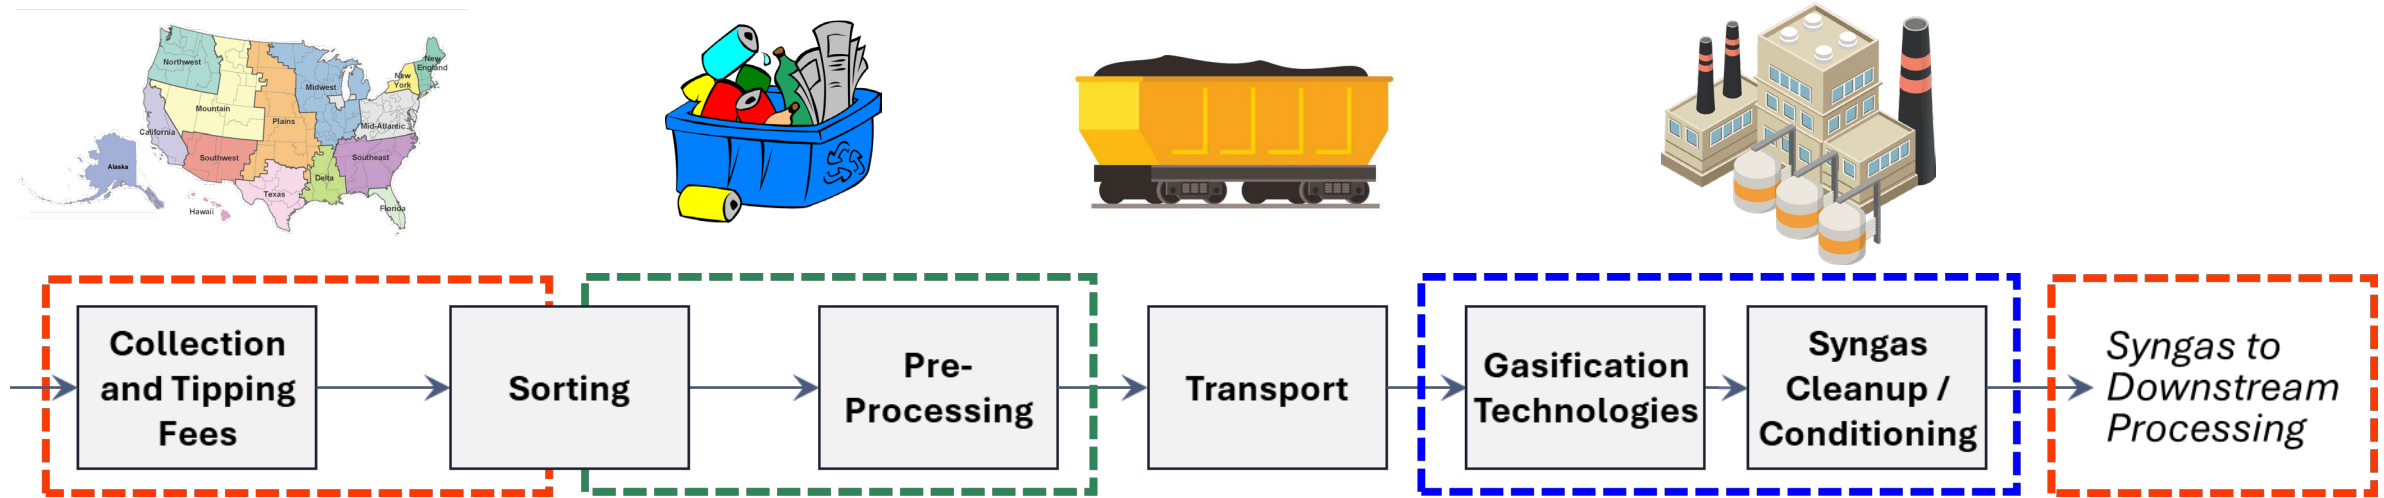 Northwest
New
England
New
York
Midwest
Mountain
Plains
Mid-Atlantic
California
Southwest
Southeast
Alaska
Delta
Texas
Hawaii
Florida
Collection
and Tipping
Fees
Sorting
Pre-
Processing
Transport
Gasification
Technologies
Syngas
Cleanup /
Conditioning
Syngas to
Downstream
Processing